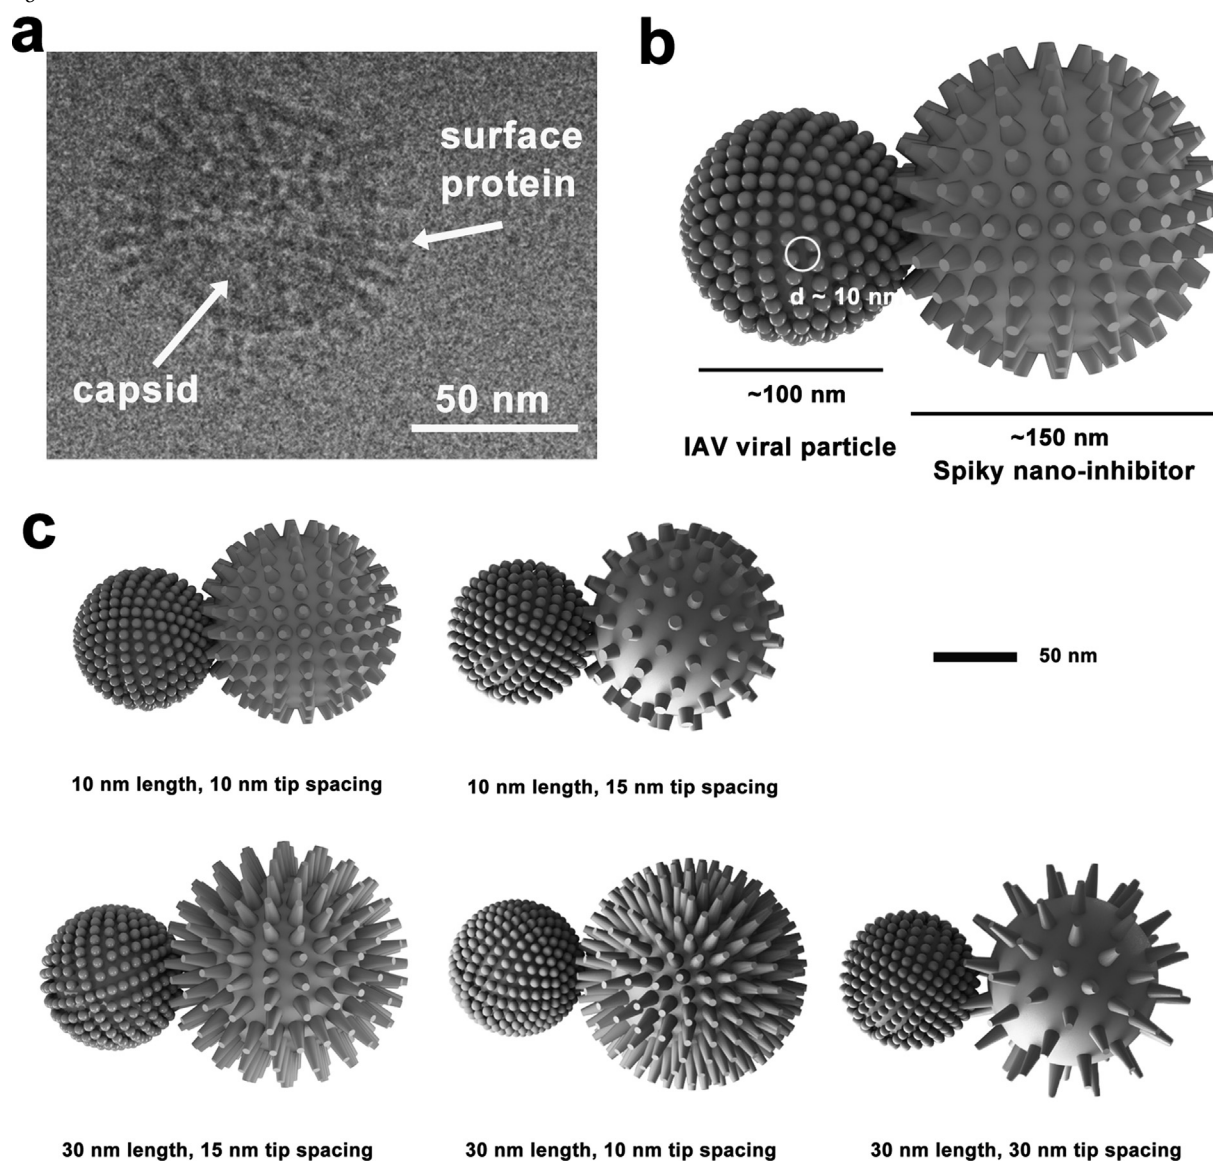 a
surface
protein
capsid
50 nm
b
d ~ 10 nm
~100 nm
IAV viral particle
~150 nm
Spiky nano-inhibitor
c
50 nm
10 nm length, 10 nm tip spacing
10 nm length, 15 nm tip spacing
30 nm length, 15 nm tip spacing
30 nm length, 10 nm tip spacing
30 nm length, 30 nm tip spacing